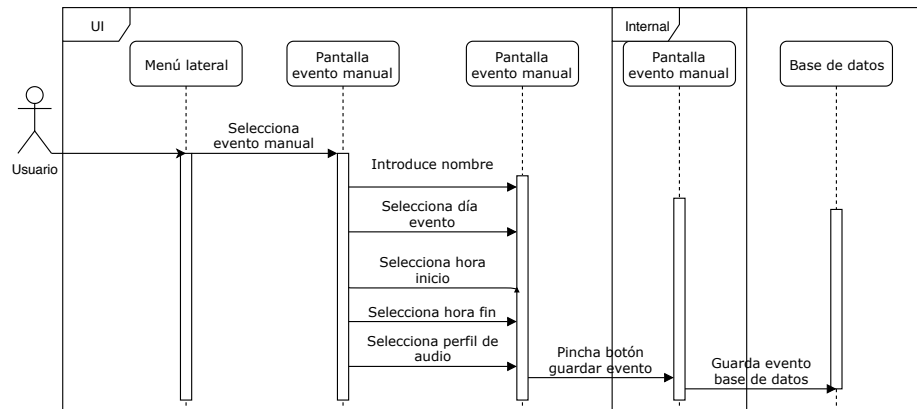 UI
Internal
Menú lateral
Pantalla
evento manual
Pantalla
evento manual
Pantalla
evento manual
Base de datos
Usuario
Selecciona
evento manual
Introduce nombre
Selecciona día
evento
Selecciona hora
inicio
Selecciona hora fin
Selecciona perfil de
audio
Pincha botón
guardar evento
Guarda evento
base de datos